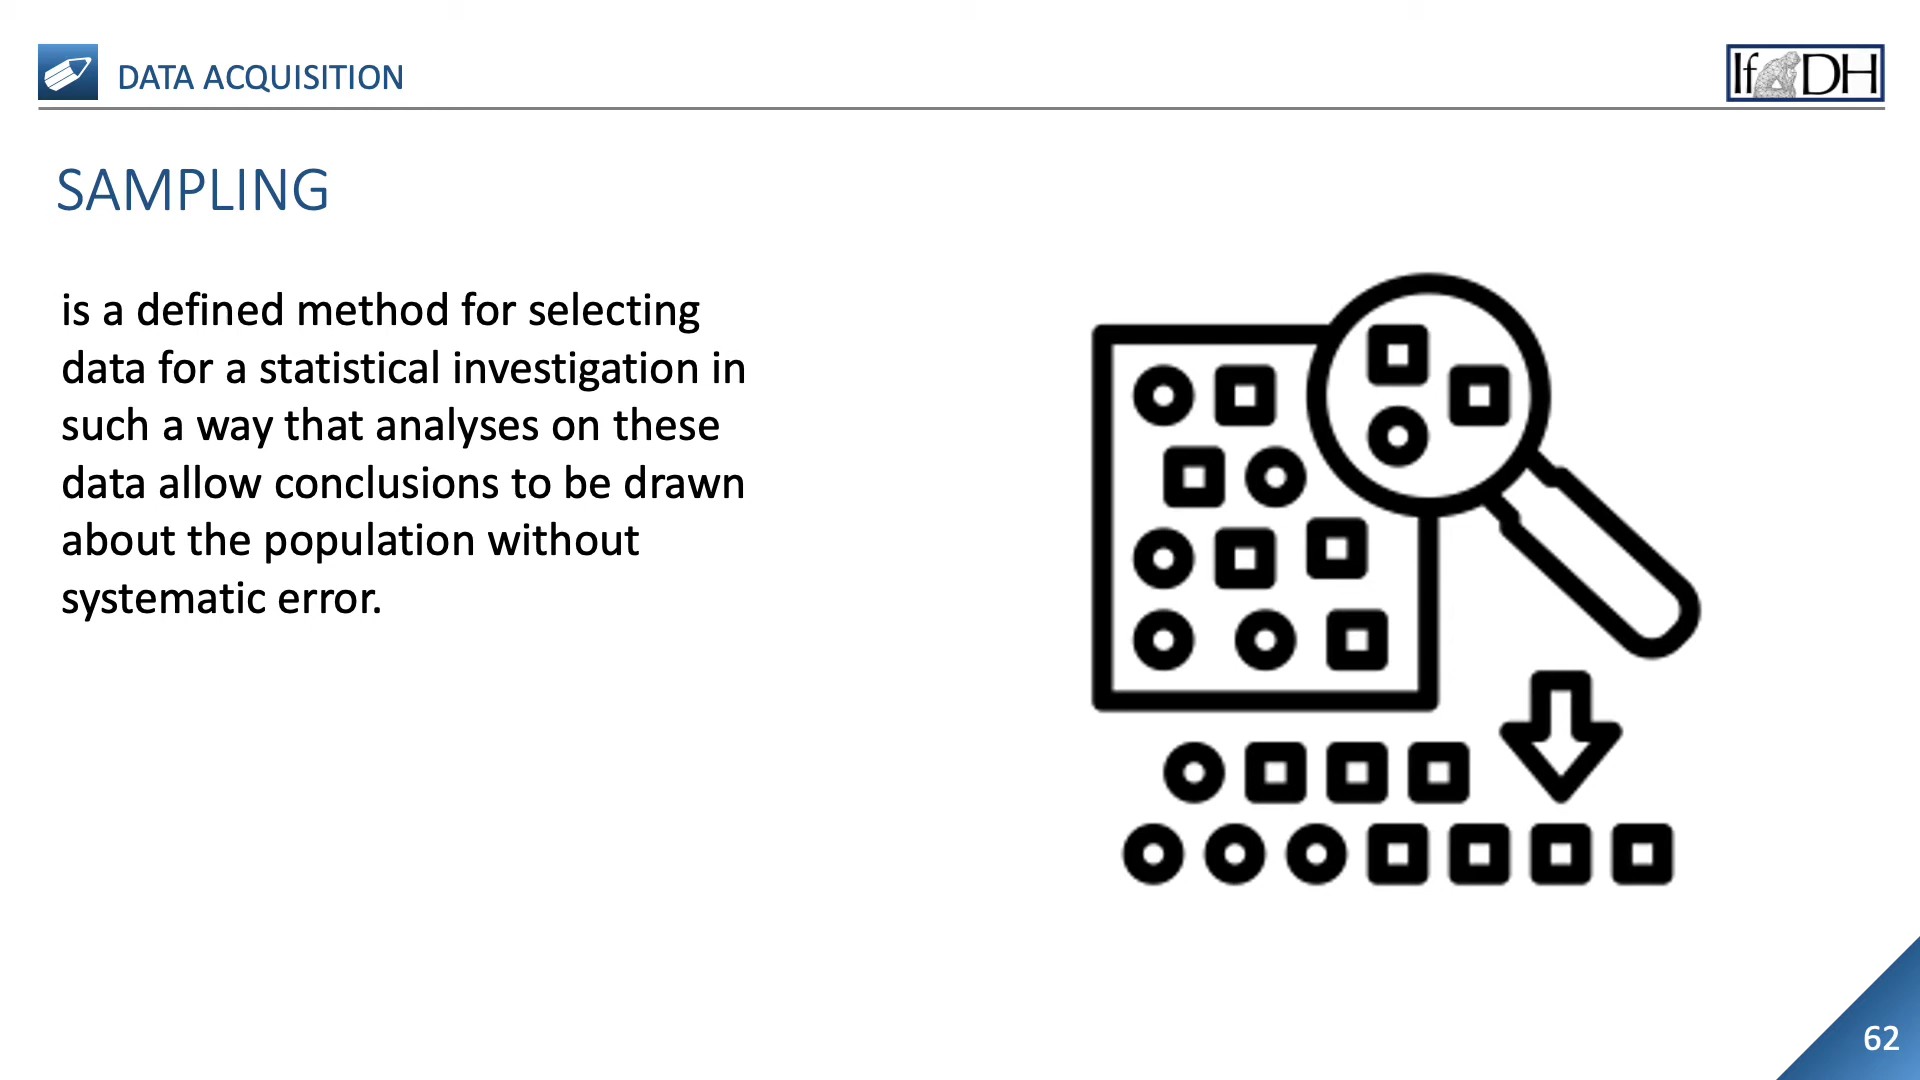 DATA ACQUISITION
IfDH
SAMPLING
is a defined method for selecting
data for a statistical investigation in
such a way that analyses on these
data allow conclusions to be drawn
about the population without
systematic error.
62